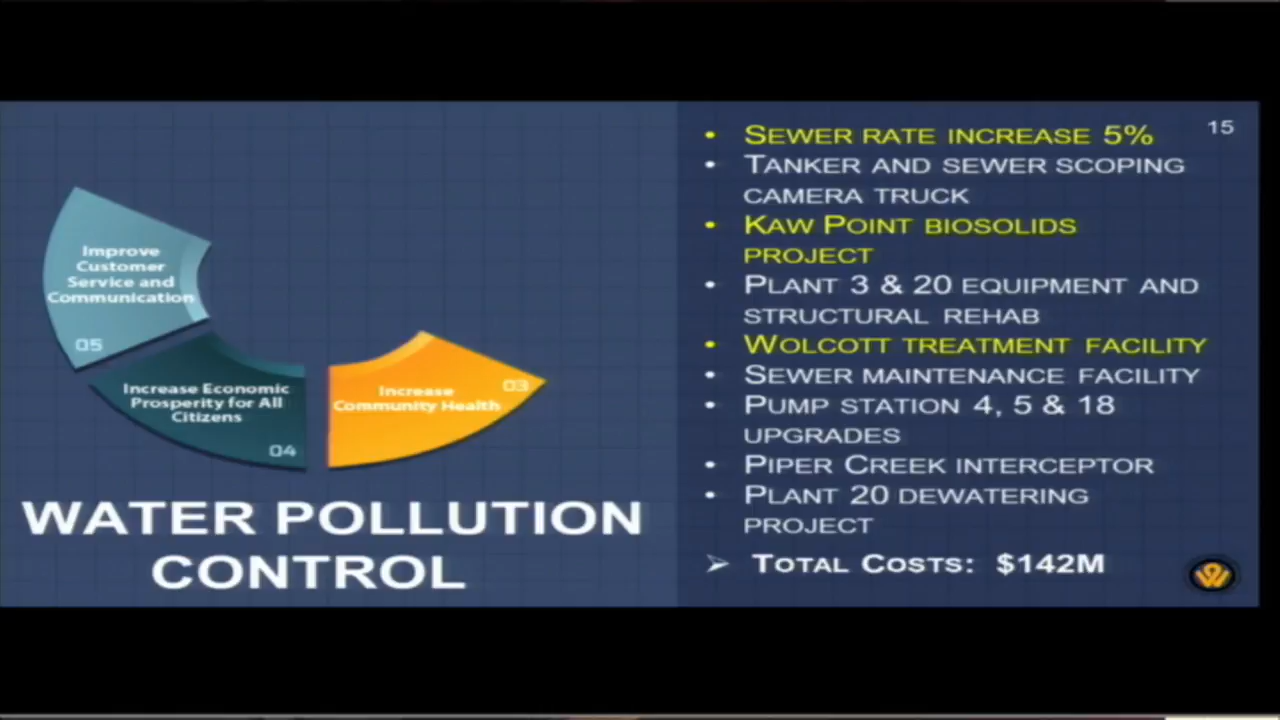 15
Improve
Customer
Service and
Communication
05
Increase Economic
Prosperity for All
Citizens
04
Increase
Community Health
03
WATER POLLUTION
CONTROL
• SEWER RATE INCREASE 5%
• TANKER AND SEWER SCOPING
CAMERA TRUCK
• KAW POINT BIOSOLIDS
PROJECT
• PLANT 3 & 20 EQUIPMENT AND
STRUCTURAL REHAB
• WOLCOTT TREATMENT FACILITY
• SEWER MAINTENANCE FACILITY
• PUMP STATION 4, 5 & 18
UPGRADES
• PIPER CREEK INTERCEPTOR
• PLANT 20 DEWATERING
PROJECT
➢ TOTAL COSTS: $142M